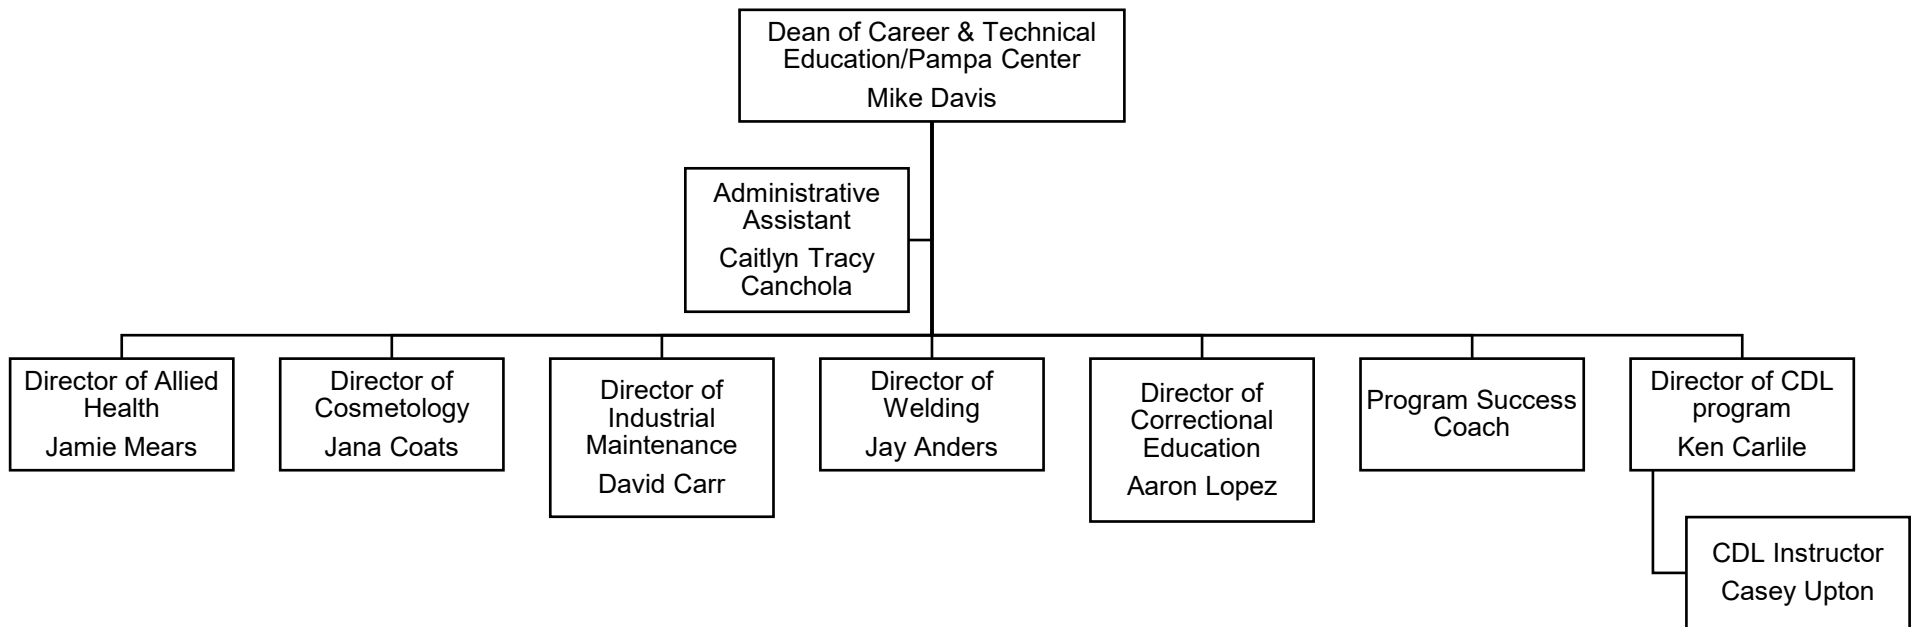 Dean of Career & Technical
Education/Pampa Center
Mike Davis
Administrative
Assistant
Caitlyn Tracy
Canchola
Director of Allied
Health
Jamie Mears
Director of
Cosmetology
Jana Coats
Director of
Industrial
Maintenance
David Carr
Director of
Welding
Jay Anders
Director of
Correctional
Education
Aaron Lopez
Program Success
Coach
Director of CDL
program
Ken Carlile
CDL Instructor
Casey Upton